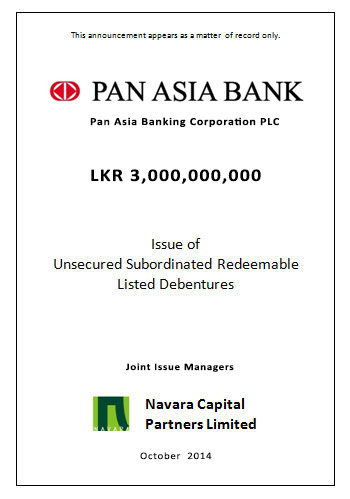 This announcement appears as a matter of record only.
PAN ASIA BANK
Pan Asia Banking Corporation PLC
LKR 3,000,000,000
Issue of
Unsecured Subordinated Redeemable
Listed Debentures
Joint Issue Managers
NAVARA
Navara Capital
Partners Limited
October 2014